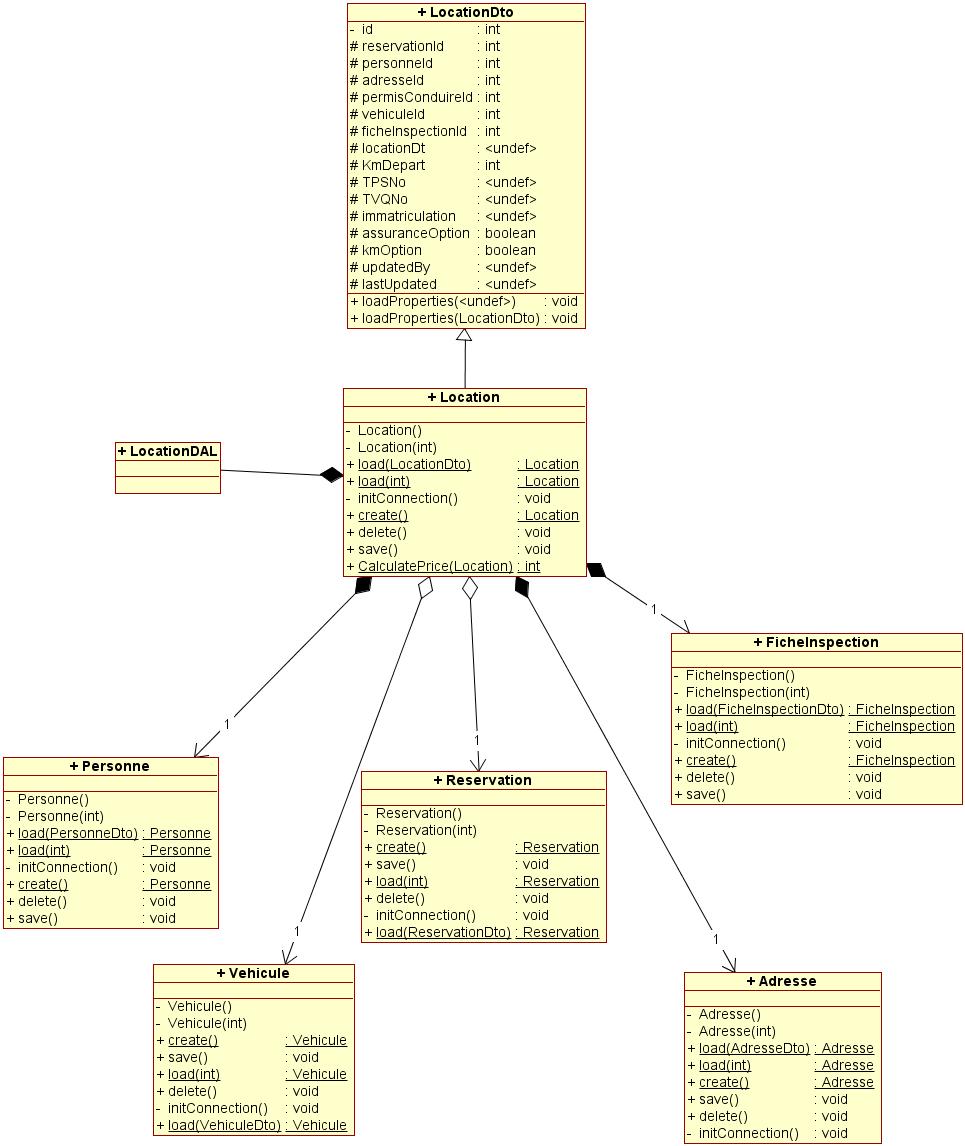 + LocationDto
- id : int
# reservationId : int
# personneId : int
# adresseId : int
# permisConduireId : int
# vehiculeId : int
# ficheInspectionId : int
# locationDt : <undef>
# KmDepart : int
# TPSNo : <undef>
# TVQNo : <undef>
# immatriculation : <undef>
# assuranceOption : boolean
# kmOption : boolean
# updatedBy : <undef>
# lastUpdated : <undef>
+ loadProperties(<undef>) : void
+ loadProperties(LocationDto) : void
+ Location
- Location()
- Location(int)
+ load(LocationDto) : Location
+ load(int) : Location
- initConnection() : void
+ create() : Location
+ delete() : void
+ save() : void
+ CalculatePrice(Location) : int
+ LocationDAL
1
+ FicheInspection
- FicheInspection()
- FicheInspection(int)
+ load(FicheInspectionDto) : FicheInspection
+ load(int) : FicheInspection
- initConnection() : void
+ create() : FicheInspection
+ delete() : void
+ save() : void
1
+ Personne
- Personne()
- Personne(int)
+ load(PersonneDto) : Personne
+ load(int) : Personne
- initConnection() : void
+ create() : Personne
+ delete() : void
+ save() : void
1
+ Reservation
- Reservation()
- Reservation(int)
+ create() : Reservation
+ save() : void
+ load(int) : Reservation
+ delete() : void
- initConnection() : void
+ load(ReservationDto) : Reservation
1
+ Vehicule
- Vehicule()
- Vehicule(int)
+ create() : Vehicule
+ save() : void
+ load(int) : Vehicule
+ delete() : void
- initConnection() : void
+ load(VehiculeDto) : Vehicule
1
+ Adresse
- Adresse()
- Adresse(int)
+ load(AdresseDto) : Adresse
+ load(int) : Adresse
+ create() : Adresse
+ save() : void
+ delete() : void
- initConnection() : void